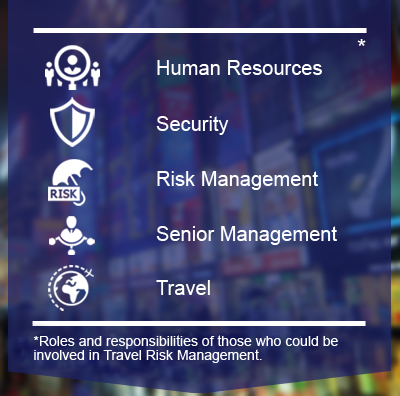 *
Human Resources
Security
RISK
Risk Management
Senior Management
Travel
*Roles and responsibilities of those who could be
involved in Travel Risk Management.